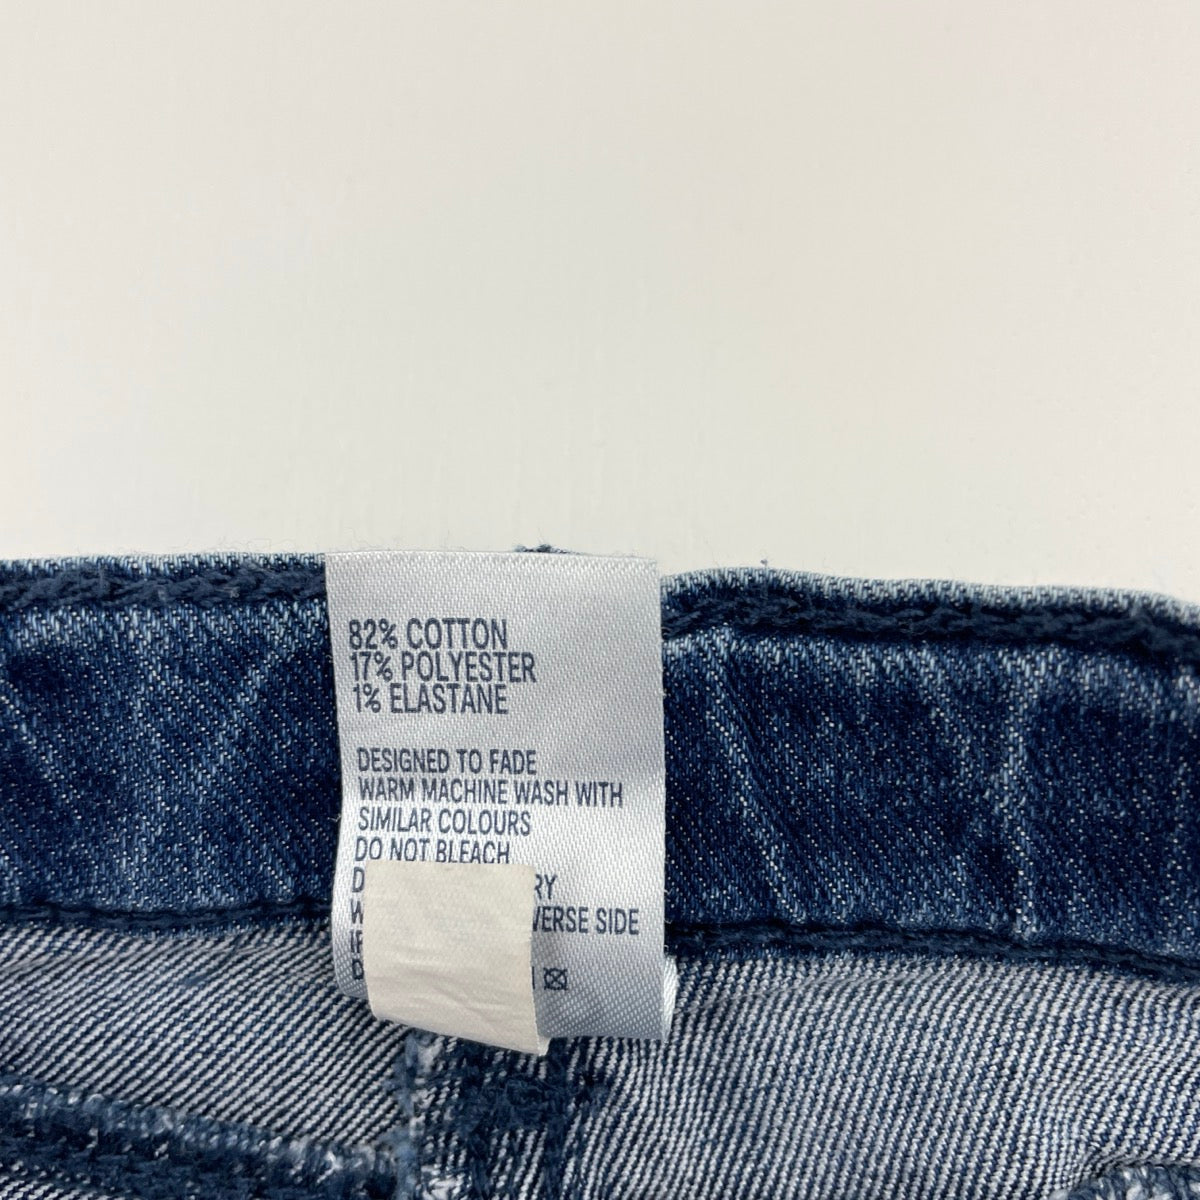 82% COTTON
17% POLYESTER
1% ELASTANE
DESIGNED TO FADE
WARM MACHINE WASH WITH
SIMILAR COLOURS
DO NOT BLEACH
SIDE